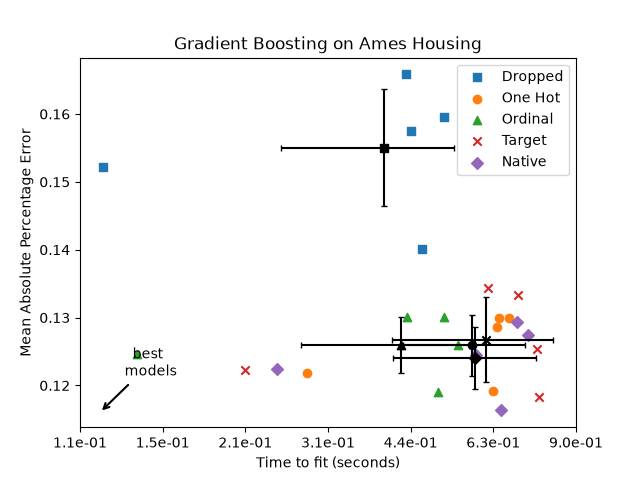 Gradient Boosting on Ames Housing
Mean Absolute Percentage Error
0.16
0.15
0.14
0.13
0.12
Dropped
One Hot
Ordinal
Target
Native
best
models
1.1e-01 1.5e-01 2.1e-01 3.1e-01 4.4e-01 6.3e-01 9.0e-01
Time to fit (seconds)